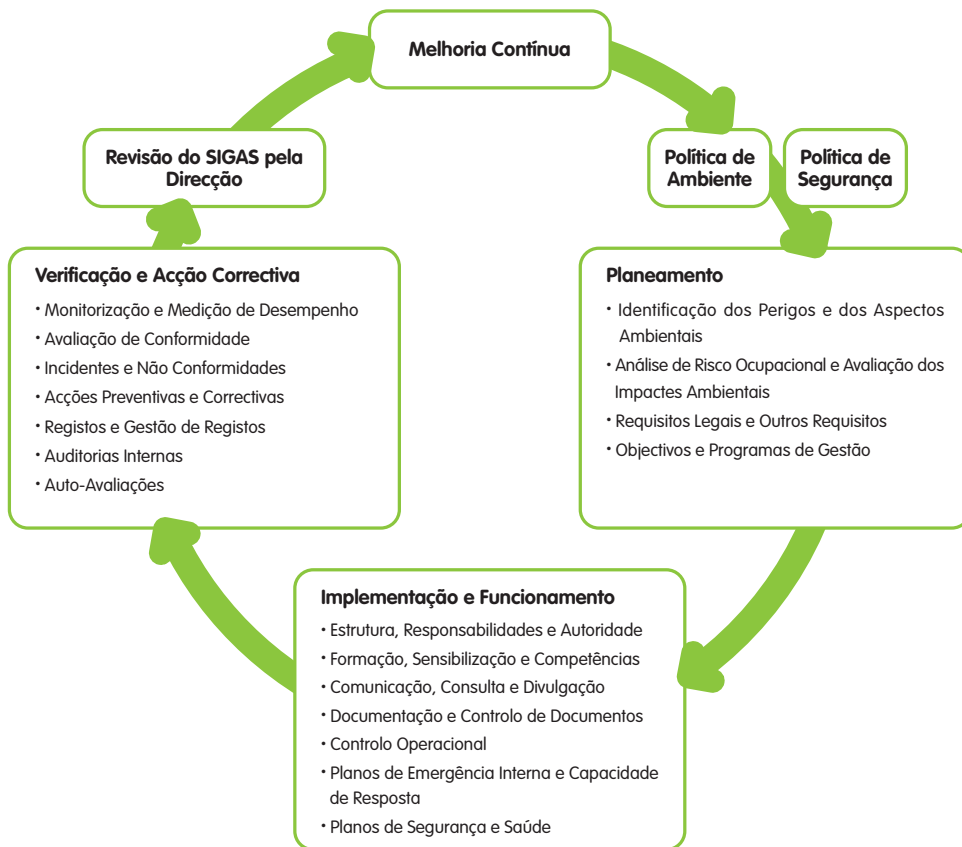 Melhoria Contínua
Revisão do SIGAS pela
Direcção
Política de
Ambiente
Política de
Segurança
Verificação e Acção Correctiva
• Monitorização e Medição de Desempenho
• Avaliação de Conformidade
• Incidentes e Não Conformidades
• Acções Preventivas e Correctivas
• Registos e Gestão de Registos
• Auditorias Internas
• Auto-Avaliações
Planeamento
• Identificação dos Perigos e dos Aspectos
Ambientais
• Análise de Risco Ocupacional e Avaliação dos
Impactes Ambientais
• Requisitos Legais e Outros Requisitos
• Objectivos e Programas de Gestão
Implementação e Funcionamento
• Estrutura, Responsabilidades e Autoridade
• Formação, Sensibilização e Competências
• Comunicação, Consulta e Divulgação
• Documentação e Controlo de Documentos
• Controlo Operacional
• Planos de Emergência Interna e Capacidade
de Resposta
• Planos de Segurança e Saúde